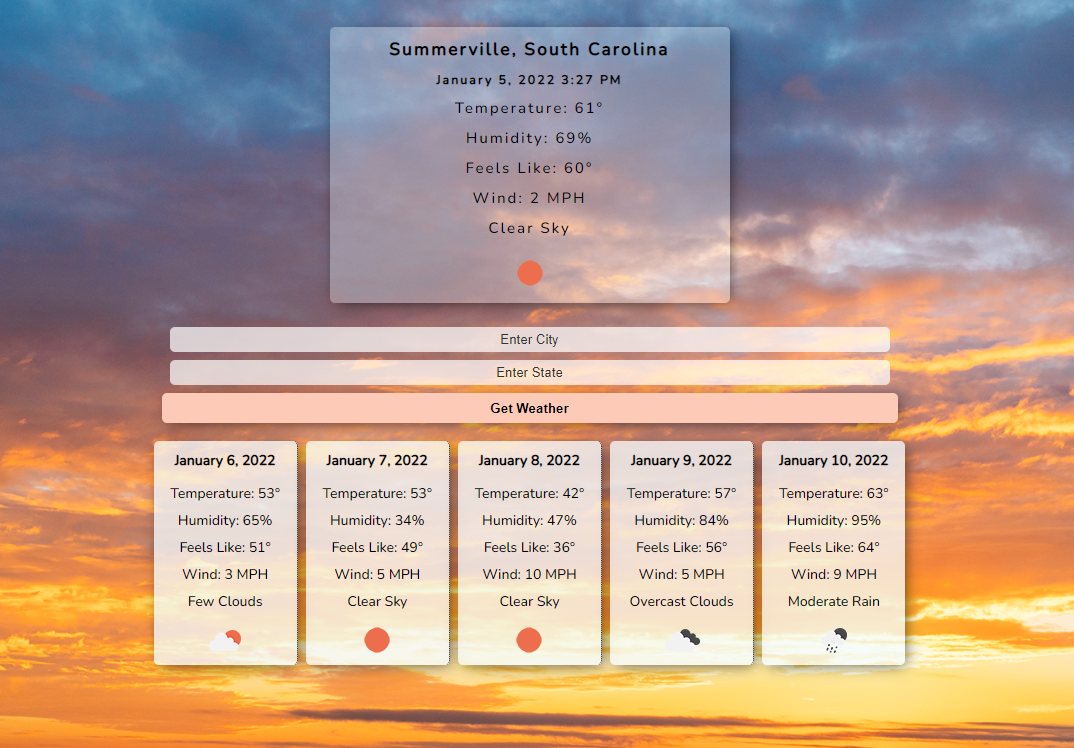 Summerville, South Carolina
January 5, 2022 3:27 PM
Temperature: 61°
Humidity: 69%
Feels Like: 60°
Wind: 2 MPH
Clear Sky
Enter City
Enter State
Get Weather
January 6, 2022
Temperature: 53°
Humidity: 65%
Feels Like: 51°
Wind: 3 MPH
Few Clouds
January 7, 2022
Temperature: 53°
Humidity: 34%
Feels Like: 49°
Wind: 5 MPH
Clear Sky
January 8, 2022
Temperature: 42°
Humidity: 47%
Feels Like: 36°
Wind: 10 MPH
Clear Sky
January 9, 2022
Temperature: 57°
Humidity: 84%
Feels Like: 56°
Wind: 5 MPH
Overcast Clouds
January 10, 2022
Temperature: 63°
Humidity: 95%
Feels Like: 64°
Wind: 9 MPH
Moderate Rain